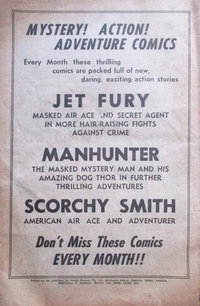 MYSTERY! ACTION!
ADVENTURE COMICS
Every Month these thrilling
comics are packed full of new,
daring, exciting action stories
JET FURY
MASKED AIR ACE AND SECRET AGENT
IN MORE HAIR-RAISING FIGHTS
AGAINST CRIME
MANHUNTER
THE MASKED MYSTERY MAN AND HIS
AMAZING DOG THOR IN FURTHER
THRILLING ADVENTURES
SCORCHY SMITH
AMERICAN AIR ACE AND ADVENTURER
Don't Miss These Comics
EVERY MONTH!!